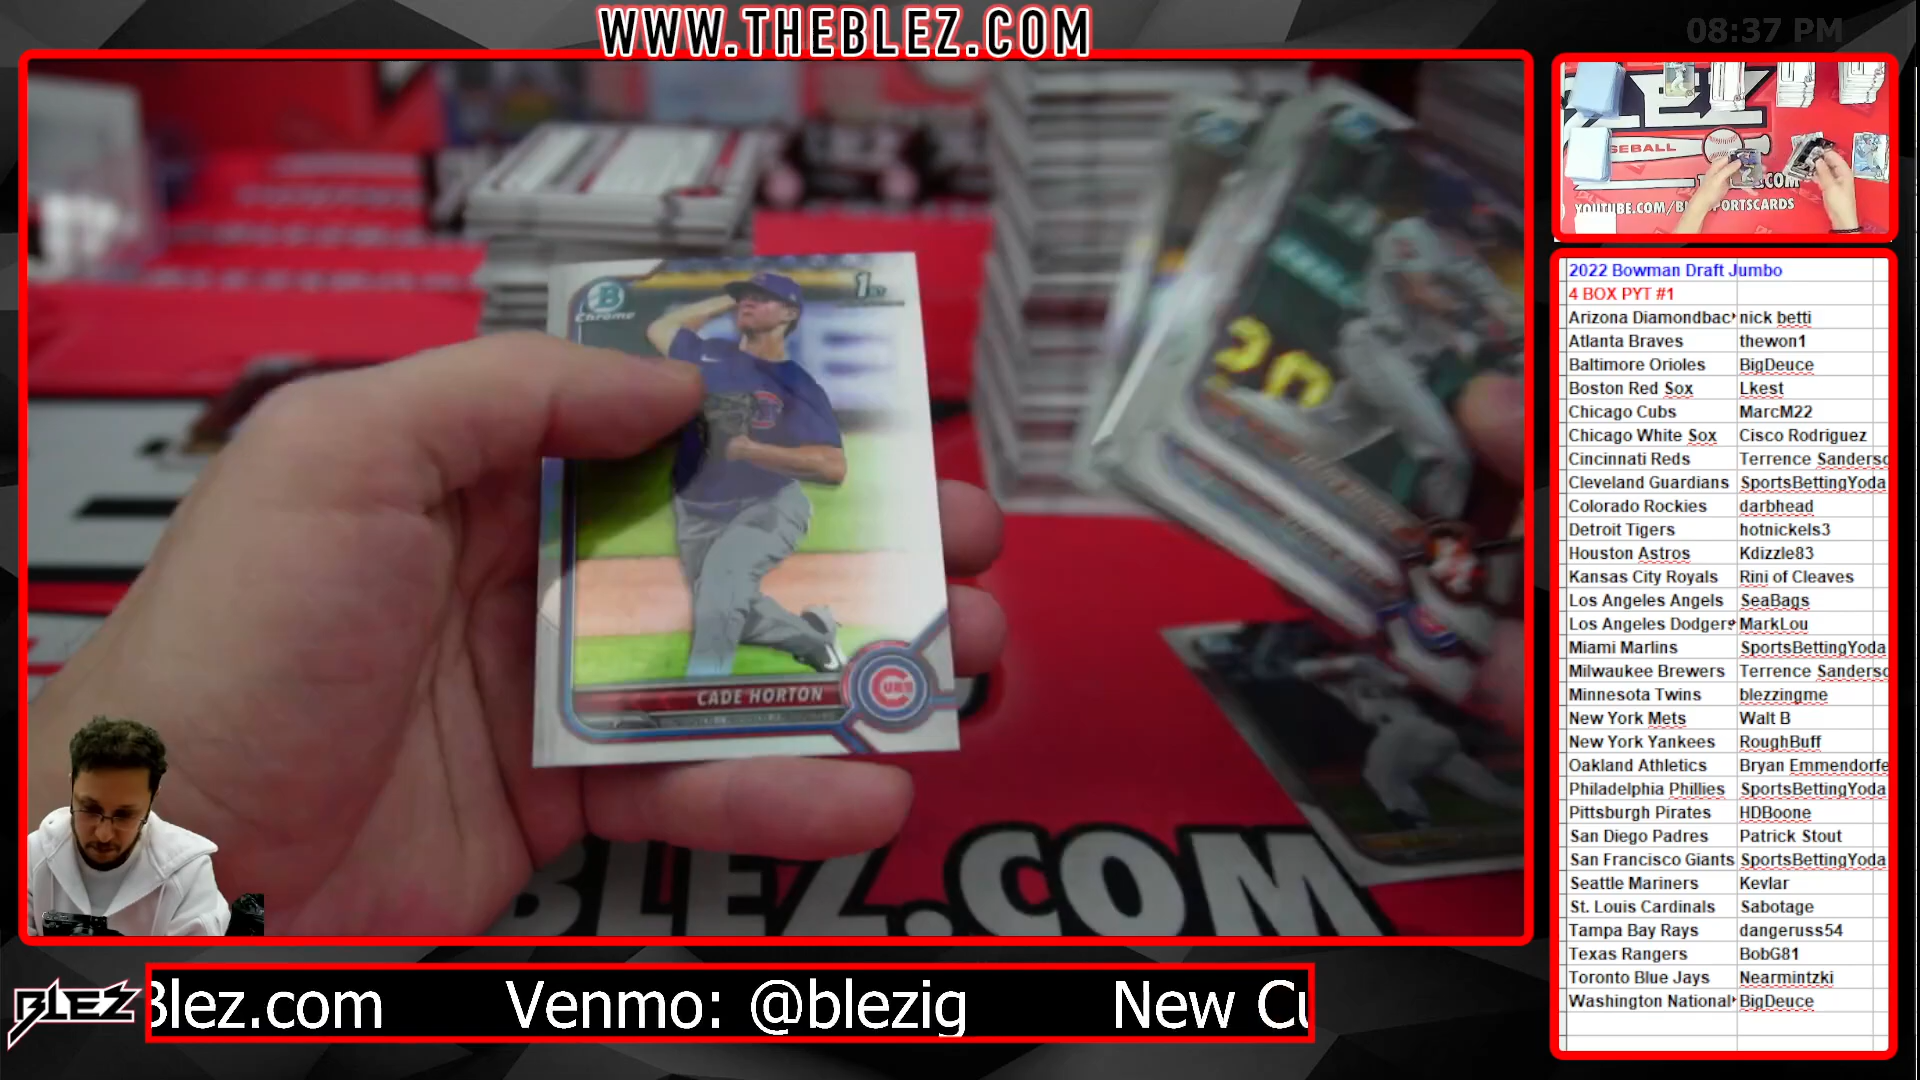 WWW.THEBLEZ.COM
08:37 PM
B
Chrome
1ST
CADE HORTON
CUBS
BLEZ.COM
SEBALL
YOUTUBE.COM/BL
PORTSCARDS
2022 Bowman Draft Jumbo
4 BOX PYT #1
Arizona Diamondbac nick betti
Atlanta Braves thewon1
Baltimore Orioles BigDeuce
Boston Red Sox Lkest
Chicago Cubs MarcM22
Chicago White Sox Cisco Rodriguez
Cincinnati Reds Terrence Sanderso
Cleveland Guardians SportsBettingYoda
Colorado Rockies darbhead
Detroit Tigers hotnickels3
Houston Astros Kdizzle83
Kansas City Royals Rini of Cleaves
Los Angeles Angels SeaBags
Los Angeles Dodgers MarkLou
Miami Marlins SportsBettingYoda
Milwaukee Brewers Terrence Sanderso
Minnesota Twins blezzingme
New York Mets Walt B
New York Yankees RoughBuff
Oakland Athletics Bryan Emmendorfe
Philadelphia Phillies SportsBettingYoda
Pittsburgh Pirates HDBoone
San Diego Padres Patrick Stout
San Francisco Giants SportsBettingYoda
Seattle Mariners Kevlar
St. Louis Cardinals Sabotage
Tampa Bay Rays dangeruss54
Texas Rangers BobG81
Toronto Blue Jays Nearmintzki
Washington National BigDeuce
BLEZ
Blez.com Venmo: @blezig New Cu